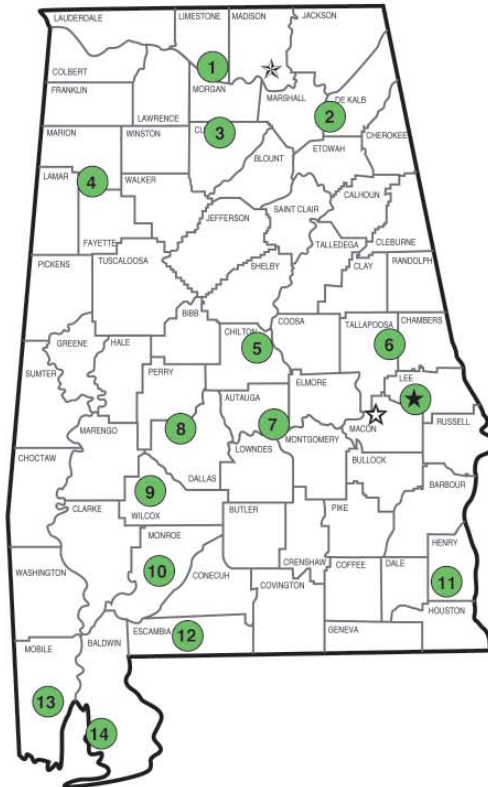 LAUDERDALE
LIMESTONE
MADISON
JACKSON
COLBERT
1
FRANKLIN
MORGAN
LAWRENCE
MARSHALL
DE KALB
2
MARION
WINSTON
3
CHEROKEE
BLOUNT
ETOWAH
LAMAR
4
WALKER
CALHOUN
JEFFERSON
SAINT CLAIR
FAYETTE
TALLEDEGA
CLEBURNE
PICKENS
TUSCALOOSA
SHELBY
CLAY
RANDOLPH
BIBB
COOSA
GREENE
HALE
CHILTON
TALLAPOOSA
CHAMBERS
5
6
SUMTER
PERRY
ELMORE
LEE
AUTAUGA
MARENGO
8
7
MACON
RUSSELL
MONTGOMERY
LOWNDES
CHOCTAW
BULLOCK
DALLAS
BARBOUR
9
CLARKE
WILCOX
BUTLER
PIKE
MONROE
HENRY
WASHINGTON
10
CONECUH
CRENSHAW
COFFEE
DALE
11
COVINGTON
HOUSTON
ESCAMBIA
12
GENEVA
MOBILE
BALDWIN
13
14